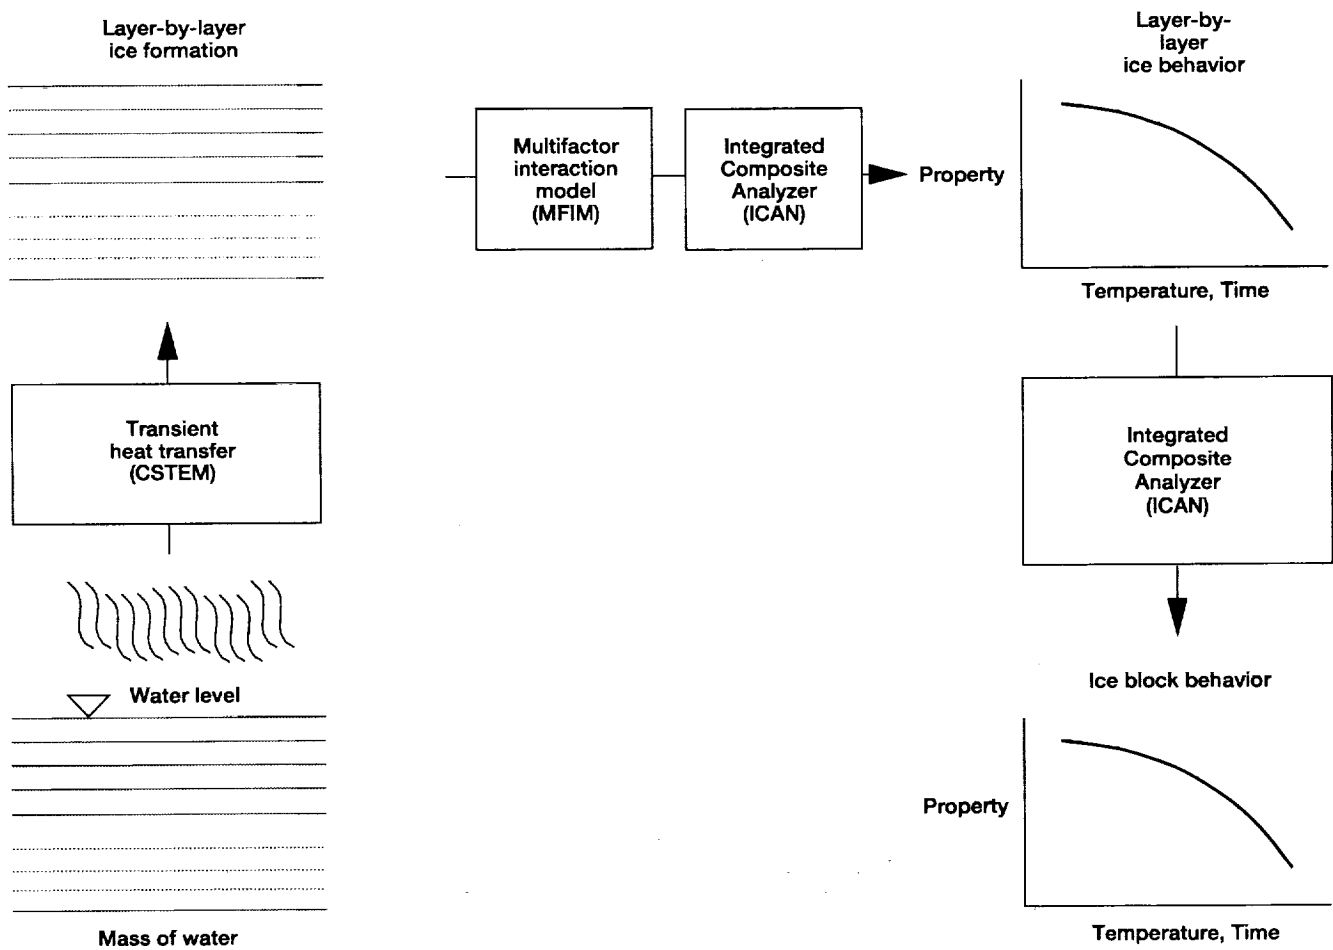 Layer-by-layer
ice formation
Transient
heat transfer
(CSTEM)
Water level
Mass of water
Multifactor
interaction
model
(MFIM)
Integrated
Composite
Analyzer
(ICAN)
Layer-by-
layer
ice behavior
Property
Temperature, Time
Integrated
Composite
Analyzer
(ICAN)
Ice block behavior
Property
Temperature, Time